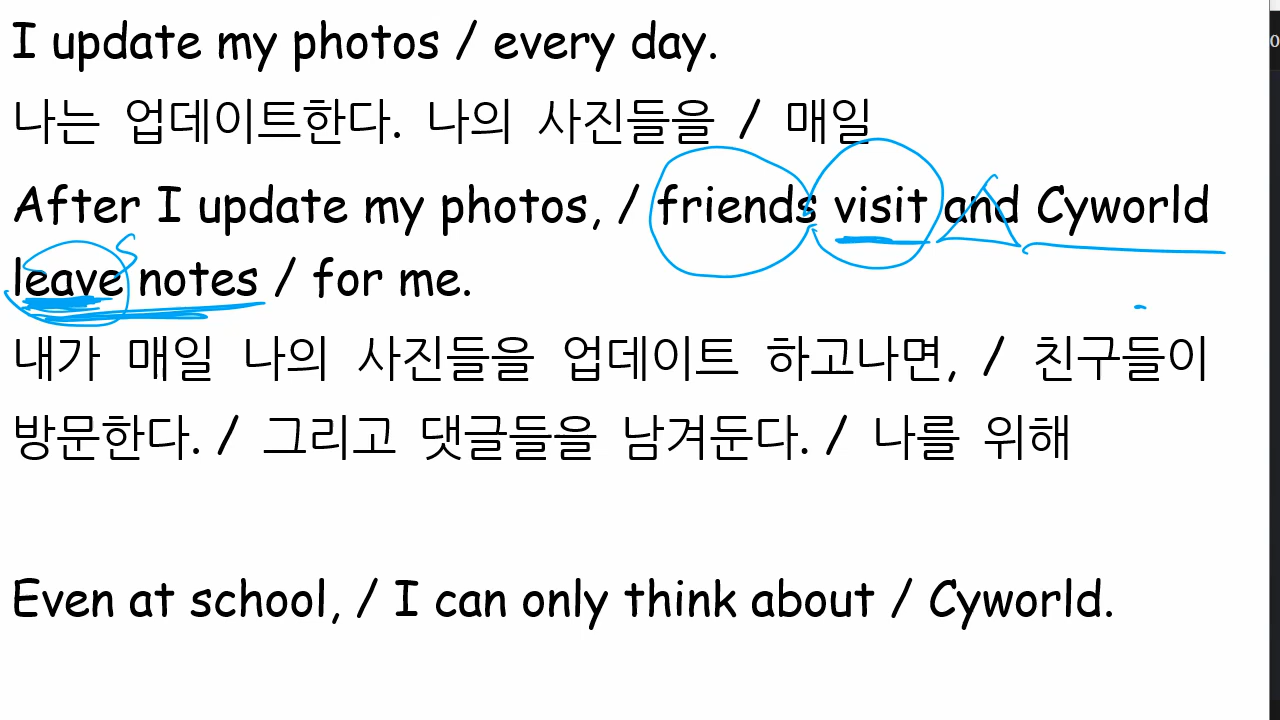 I update my photos / every day.
나는 업데이트한다. 나의 사진들을 / 매일
After I update my photos, / friends visit and Cyworld
leave notes / for me.
내가 매일 나의 사진들을 업데이트 하고나면, / 친구들이
방문한다. / 그리고 댓글들을 남겨둔다. / 나를 위해
Even at school, / I can only think about / Cyworld.